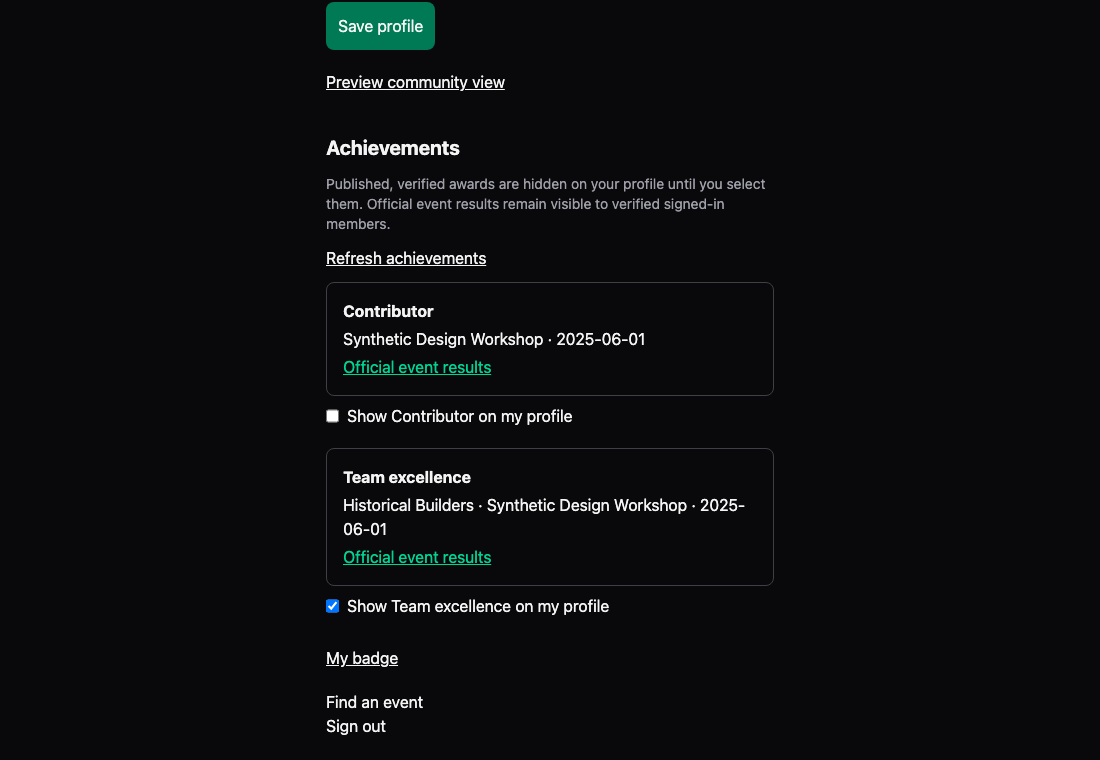 Save profile
Preview community view
Achievements
Published, verified awards are hidden on your profile until you select
them. Official event results remain visible to verified signed-in
members.
Refresh achievements
Contributor
Synthetic Design Workshop · 2025-06-01
Official event results
Show Contributor on my profile
Team excellence
Historical Builders · Synthetic Design Workshop · 2025-
06-01
Official event results
Show Team excellence on my profile
My badge
Find an event
Sign out